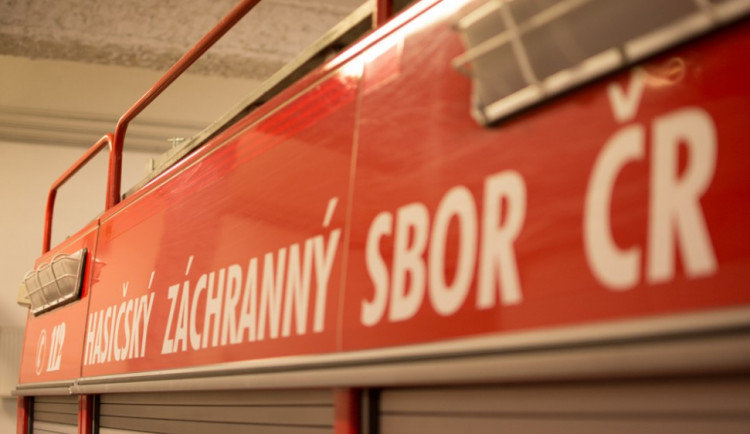 112 HASIČSKÝ ZÁCHRANNÝ SBOR ČR